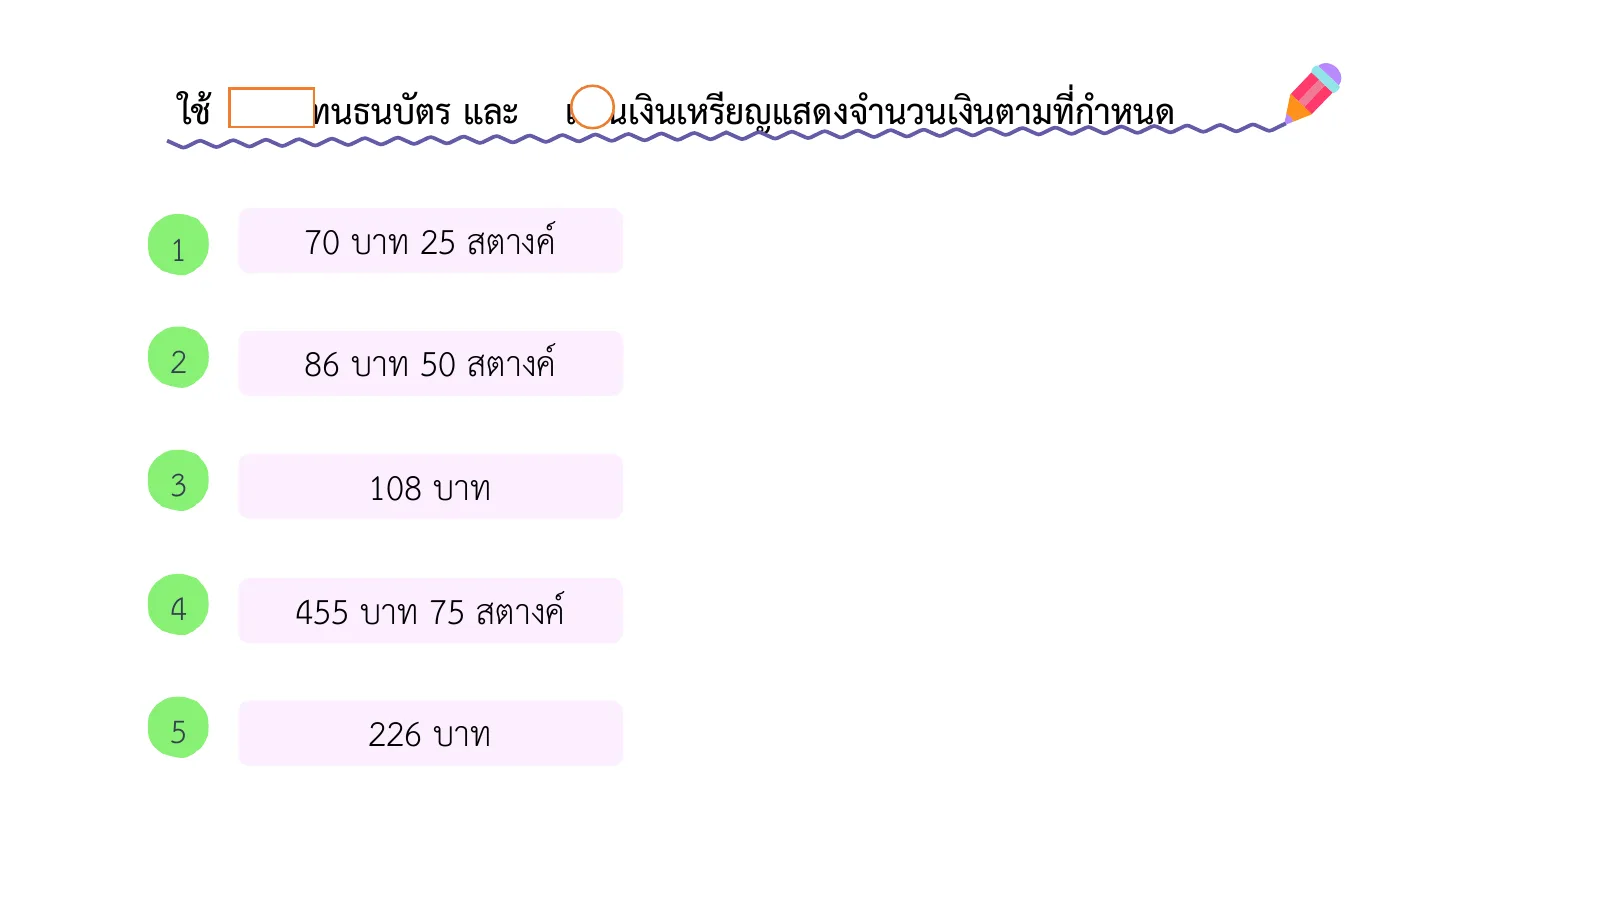 ใช้ ทนธนบัตร และ นเงินเหรียญแสดงจำนวนเงินตามที่กำหนด
1 70 บาท 25 สตางค์
2 86 บาท 50 สตางค์
3 108 บาท
4 455 บาท 75 สตางค์
5 226 บาท